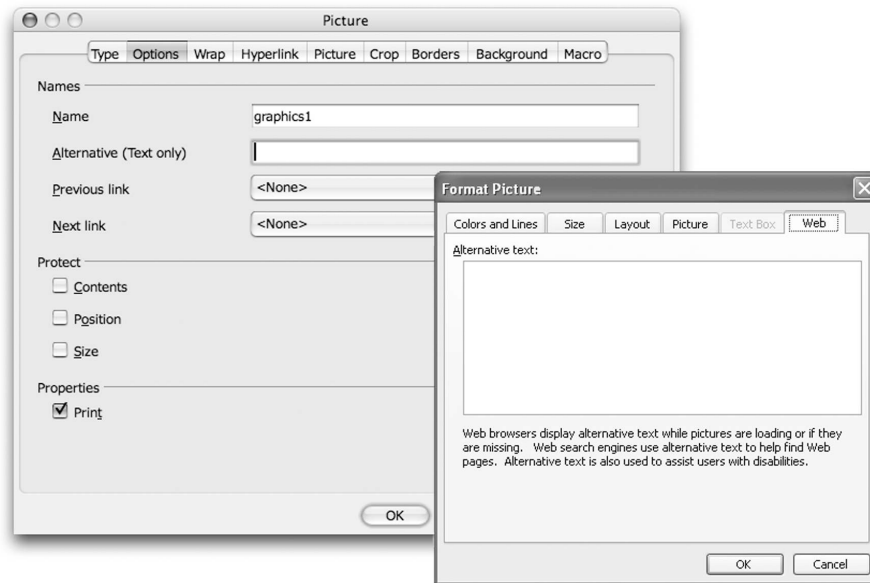 Picture
Type Options Wrap Hyperlink Picture Crop Borders Background Macro
Names
Name graphics1
Alternative (Text only)
Previous link <None>
Next link <None>
Protect
Contents
Position
Size
Properties
Print
OK
Format Picture
Colors and Lines Size Layout Picture Text Box Web
Alternative text:
Web browsers display alternative text while pictures are loading or if they
are missing. Web search engines use alternative text to help find Web
pages. Alternative text is also used to assist users with disabilities.
OK Cancel